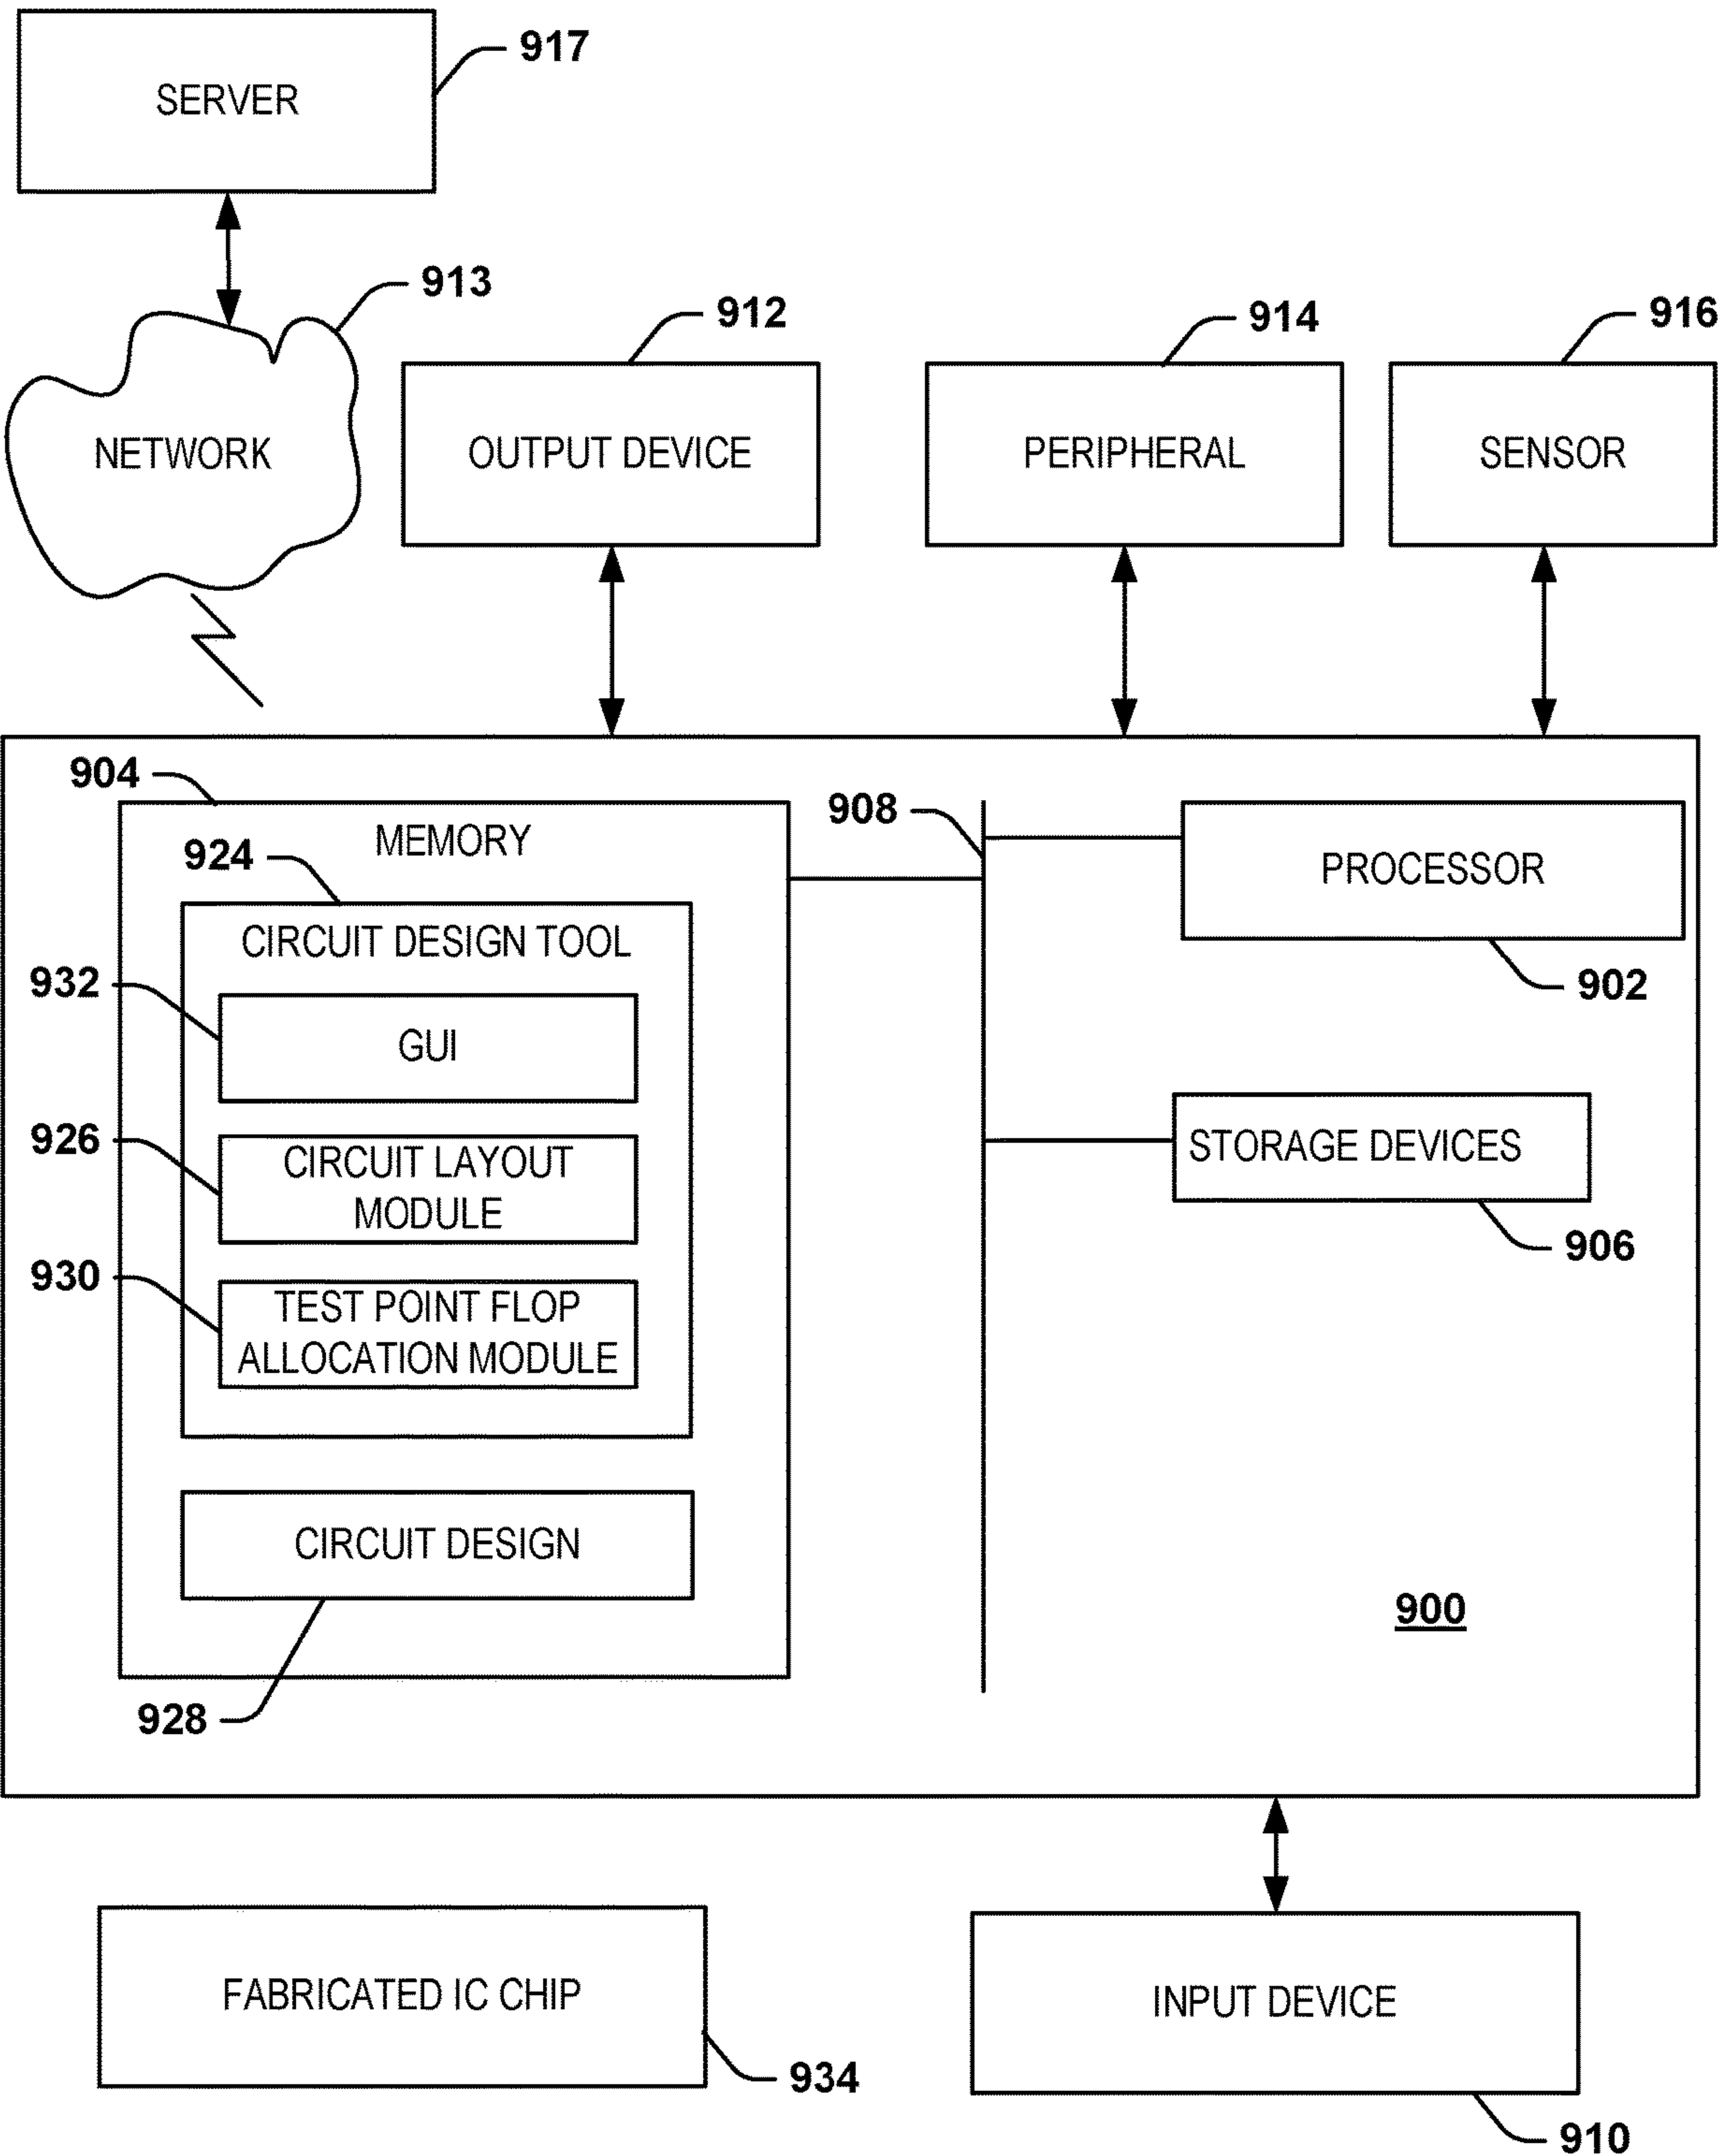 917
SERVER
913
912
914
916
NETWORK
OUTPUT DEVICE
PERIPHERAL
SENSOR
904
MEMORY
908
924
PROCESSOR
CIRCUIT DESIGN TOOL
932
902
GUI
926
CIRCUIT LAYOUT
MODULE
STORAGE DEVICES
906
930
TEST POINT FLOP
ALLOCATION MODULE
CIRCUIT DESIGN
900
928
FABRICATED IC CHIP
INPUT DEVICE
934
910